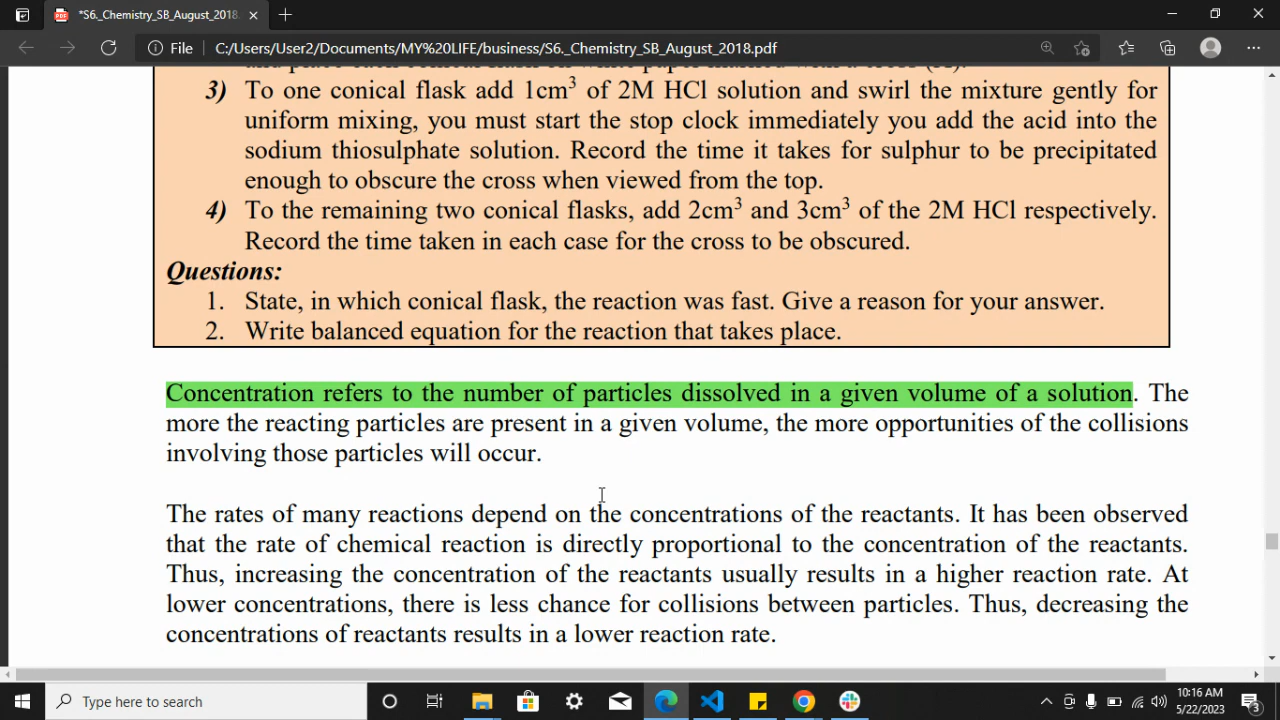 *S6._Chemistry_SB_August_2018.
File C:/Users/User2/Documents/MY%20LIFE/business/S6._Chemistry_SB_August_2018.pdf
3) To one conical flask add 1cm³ of 2M HCl solution and swirl the mixture gently for
uniform mixing, you must start the stop clock immediately you add the acid into the
sodium thiosulphate solution. Record the time it takes for sulphur to be precipitated
enough to obscure the cross when viewed from the top.
4) To the remaining two conical flasks, add 2cm³ and 3cm³ of the 2M HCl respectively.
Record the time taken in each case for the cross to be obscured.
Questions:
1. State, in which conical flask, the reaction was fast. Give a reason for your answer.
2. Write balanced equation for the reaction that takes place.
Concentration refers to the number of particles dissolved in a given volume of a solution. The
more the reacting particles are present in a given volume, the more opportunities of the collisions
involving those particles will occur.
The rates of many reactions depend on the concentrations of the reactants. It has been observed
that the rate of chemical reaction is directly proportional to the concentration of the reactants.
Thus, increasing the concentration of the reactants usually results in a higher reaction rate. At
lower concentrations, there is less chance for collisions between particles. Thus, decreasing the
concentrations of reactants results in a lower reaction rate.
Type here to search
10:16 AM
5/22/2023
3